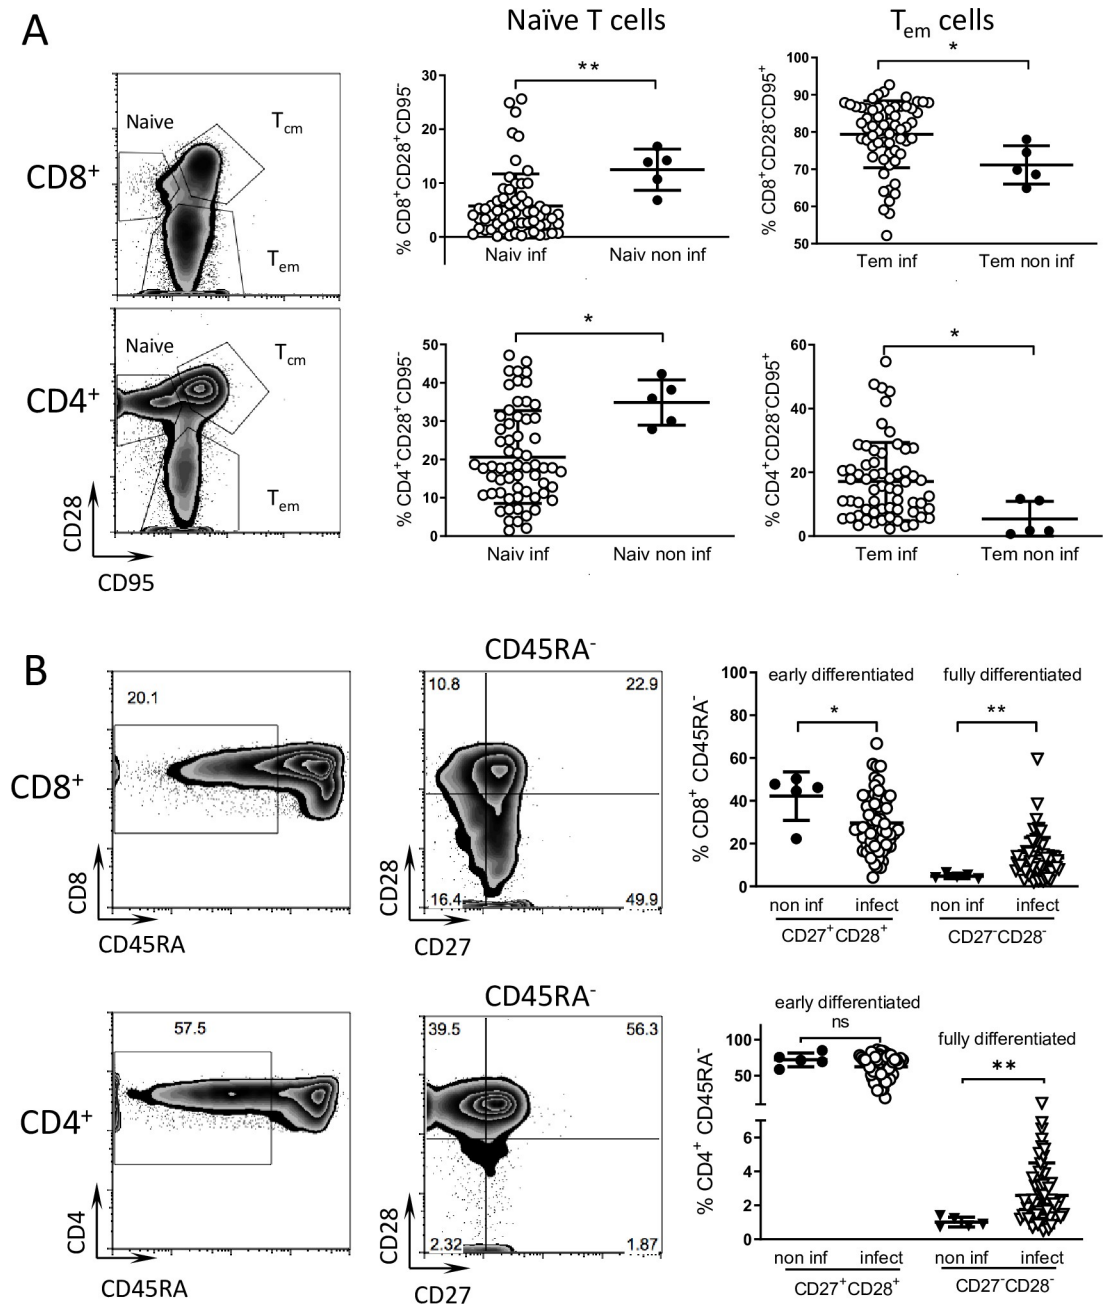 A
Naïve T cells
Tem cells
CD8+
Naive
Tcm
Tem
% CD8+CD28+CD95-
30
20
10
0
**
Naiv inf
Naiv non inf
% CD8+CD28-CD95+
100
90
80
70
60
50
*
Tem inf
Tem non inf
CD4+
Naive
Tcm
Tem
CD28
CD95
% CD4+CD28+CD95-
50
40
30
20
10
0
*
Naiv inf
Naiv non inf
% CD4+CD28-CD95+
60
40
20
0
*
Tem inf
Tem non inf
B
CD45RA-
CD8+
20.1
CD8
CD45RA
10.8
22.9
16.4
49.9
CD28
CD27
% CD8+ CD45RA-
100
80
60
40
20
0
early differentiated
fully differentiated
*
**
non inf
infect
non inf
infect
CD27+CD28+
CD27-CD28-
CD45RA-
CD4+
57.5
CD4
CD45RA
39.5
56.3
2.32
1.87
CD28
CD27
% CD4+ CD45RA-
100
50
6
4
2
0
early differentiated
ns
fully differentiated
**
non inf
infect
non inf
infect
CD27+CD28+
CD27-CD28-